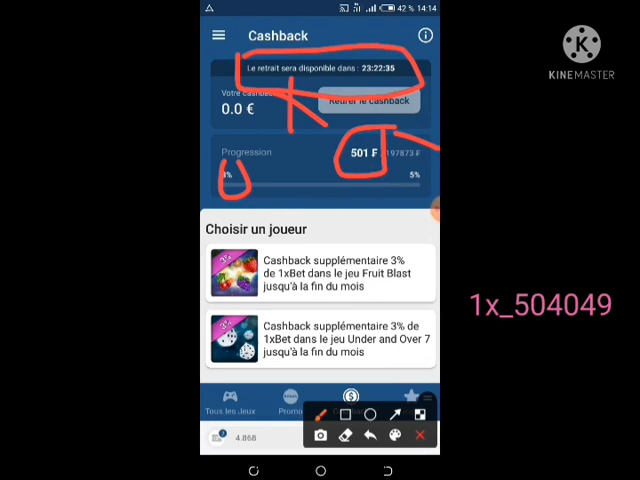 42 % 14:14
Cashback
Le retrait sera disponible dans : 23:22:35
Votre cashback
0.0 €
Retirer le cashback
Progression
501 ₣
197873 ₣
5%
Choisir un joueur
3%
Cashback supplémentaire 3%
de 1xBet dans le jeu Fruit Blast
jusqu'à la fin du mois
3%
Cashback supplémentaire 3% de
1xBet dans le jeu Under and Over 7
jusqu'à la fin du mois
Tous les Jeux
Promo
4.868
KINEMASTER
1x_504049